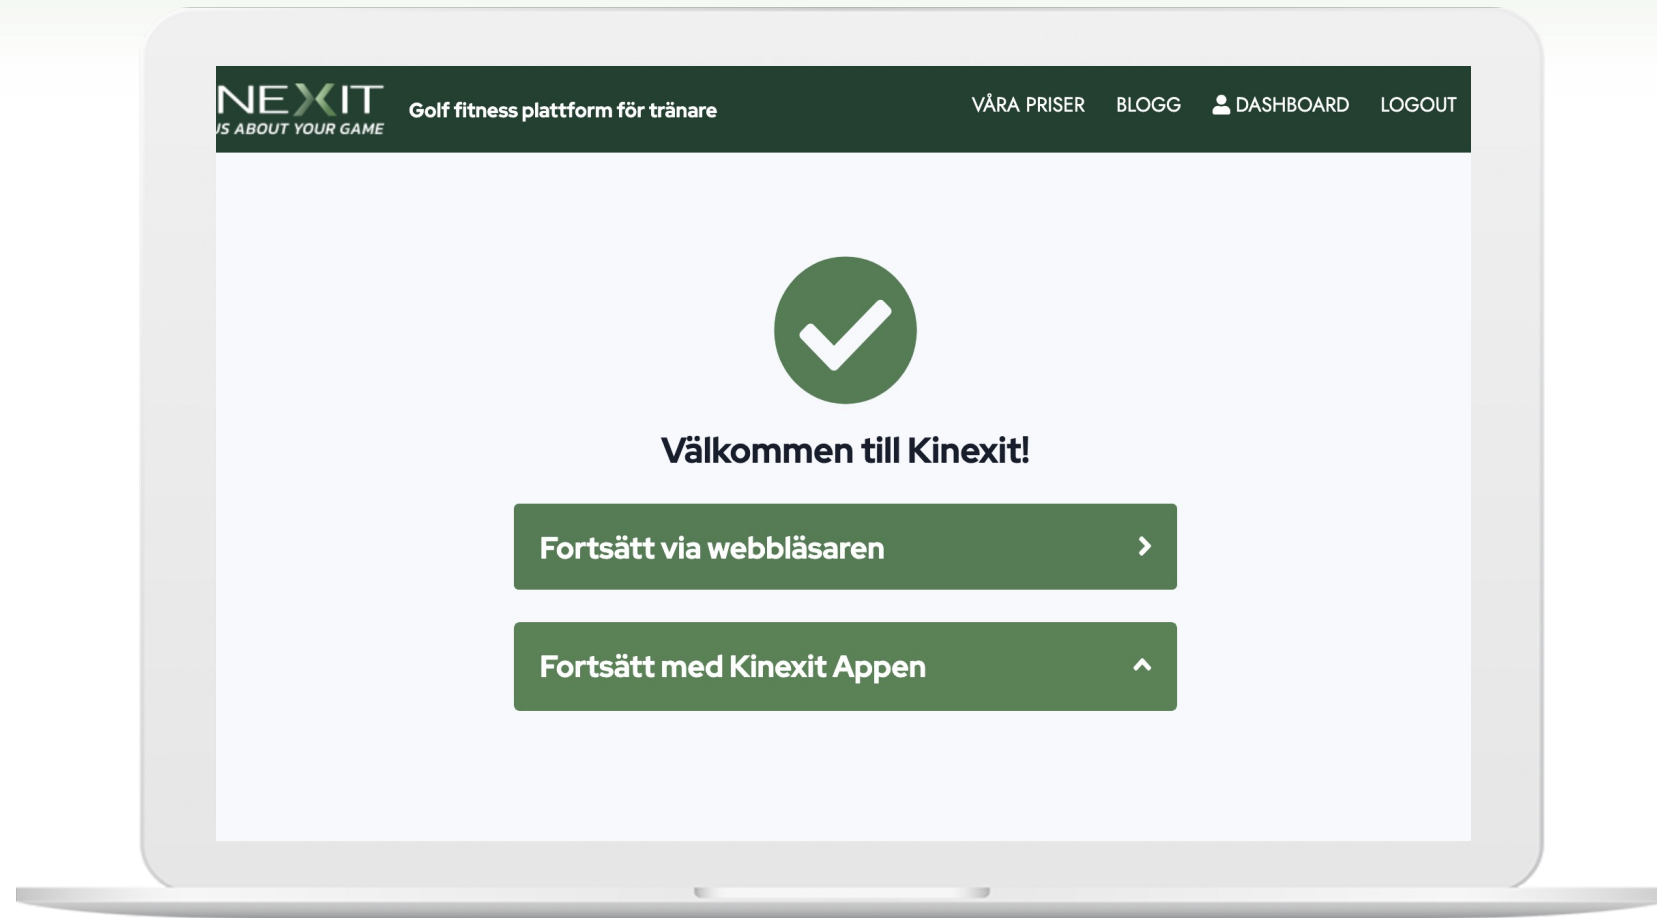 NEXIT
US ABOUT YOUR GAME
Golf fitness plattform för tränare
VÅRA PRISER BLOGG DASHBOARD LOGOUT
Välkommen till Kinexit!
Fortsätt via webbläsaren
Fortsätt med Kinexit Appen